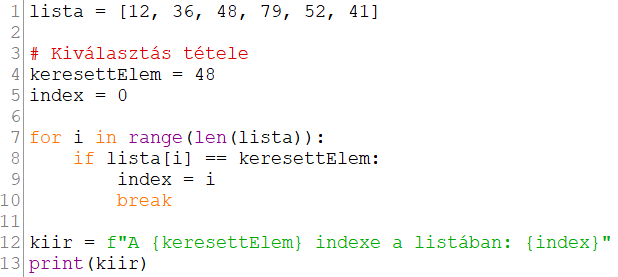 1 lista = [12, 36, 48, 79, 52, 41]
2
3 # Kiválasztás tétele
4 keresettElem = 48
5 index = 0
6
7 for i in range(len(lista)):
8     if lista[i] == keresettElem:
9         index = i
10         break
11
12 kiir = f"A {keresettElem} indexe a listában: {index}"
13 print(kiir)